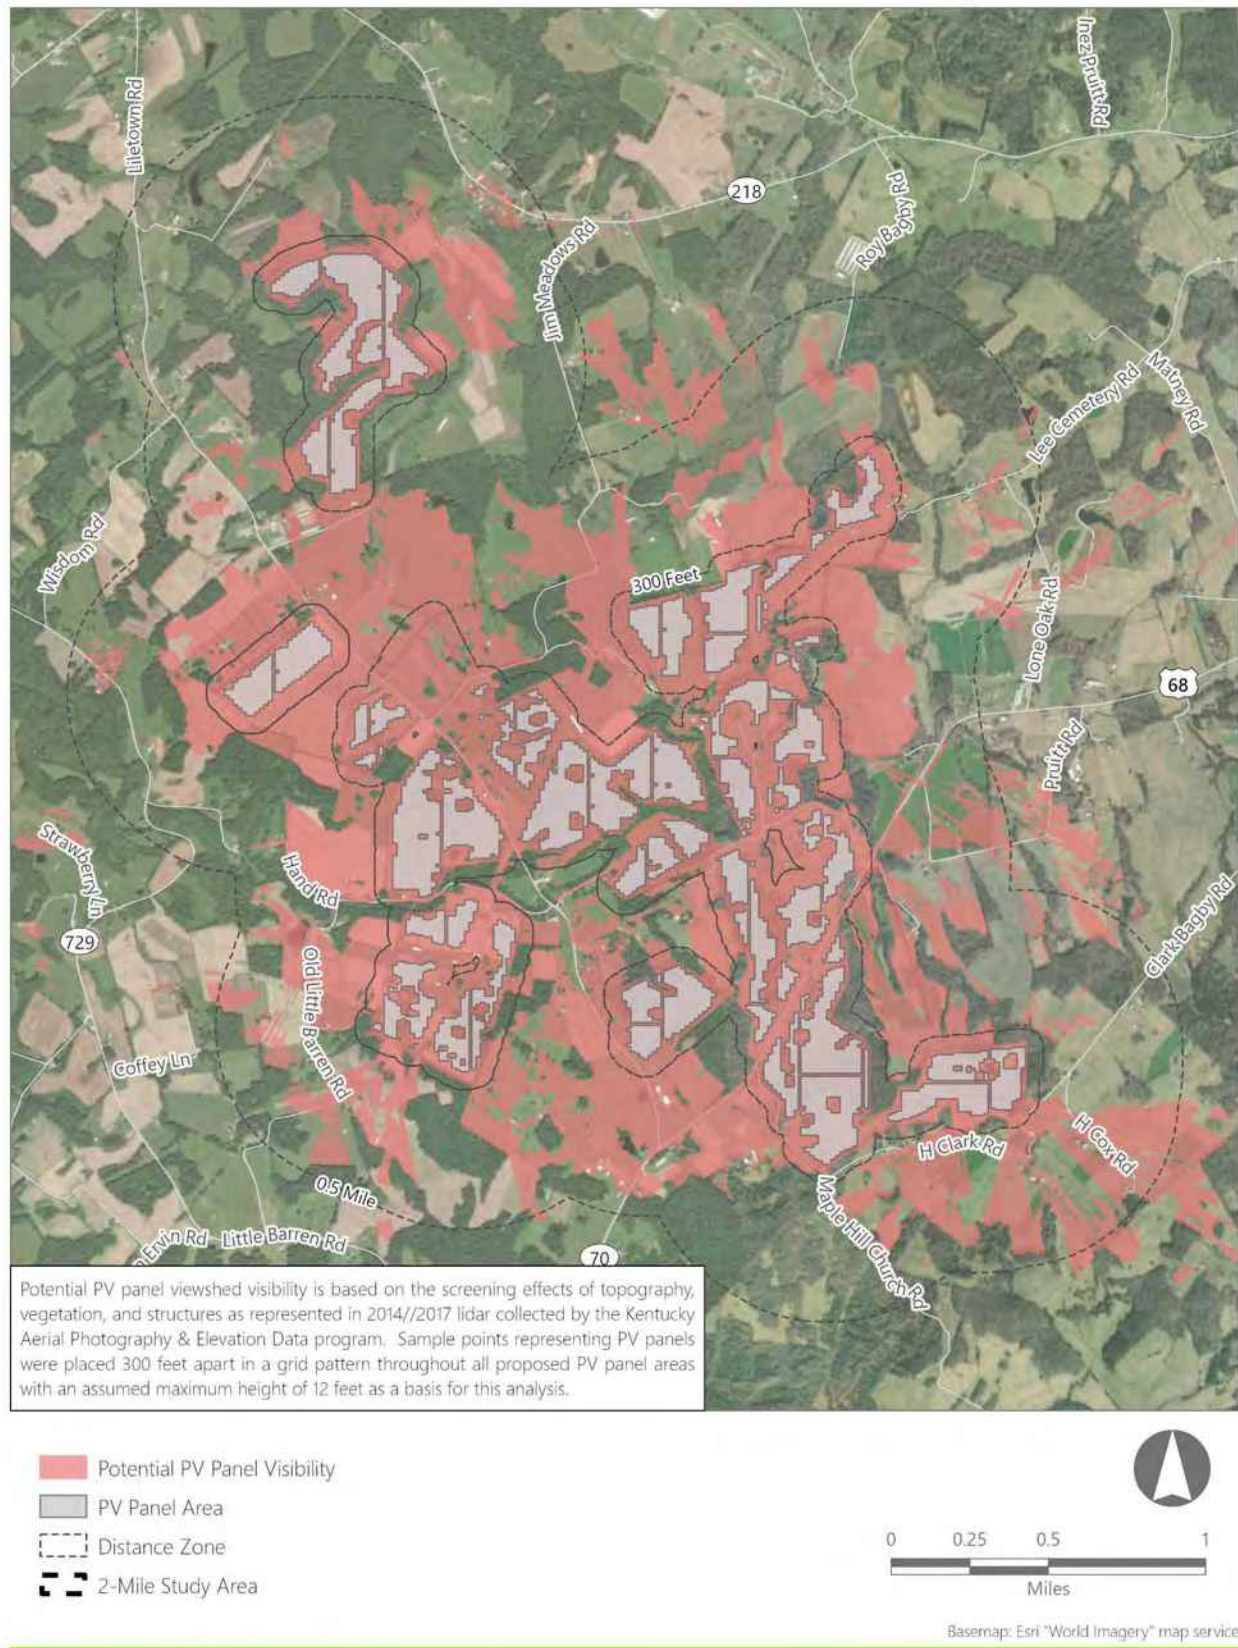 Liletown Rd
Inez Pruitt Rd
218
Roy Bagby Rd
Jim Meadows Rd
Matney Rd
Lee Cemetery Rd
Wisdom Rd
300 Feet
Lone Oak Rd
68
Pruitt Rd
Strawberry Ln
Hand Rd
729
Clark Bagby Rd
Old Little Barren Rd
Coffey Ln
H Clark Rd
H Cox Rd
0.5 Mile
Maple Hill Church Rd
Ervin Rd
Little Barren Rd
70
Potential PV panel viewshed visibility is based on the screening effects of topography,
vegetation, and structures as represented in 2014//2017 lidar collected by the Kentucky
Aerial Photography & Elevation Data program. Sample points representing PV panels
were placed 300 feet apart in a grid pattern throughout all proposed PV panel areas
with an assumed maximum height of 12 feet as a basis for this analysis.
Potential PV Panel Visibility
PV Panel Area
Distance Zone
2-Mile Study Area
0 0.25 0.5 1
Miles
Basemap: Esri "World Imagery" map service